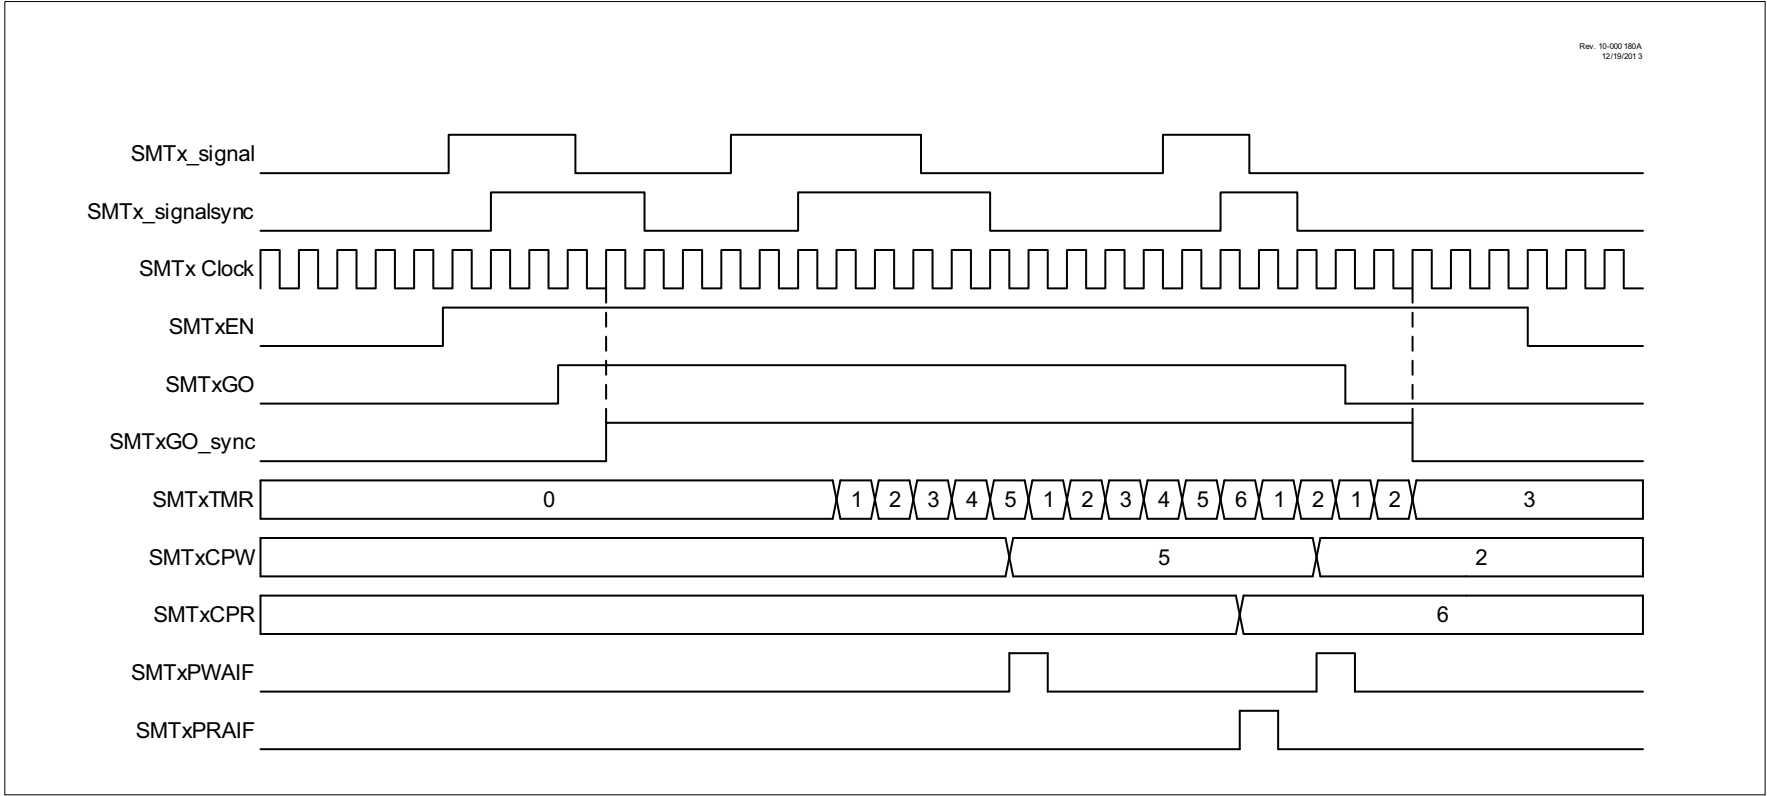 Rev. 10-000 180A
12/19/201 3
SMTx_signal
SMTx_signalsync
SMTx Clock
SMTxEN
SMTxGO
SMTxGO_sync
SMTxTMR 0 1 2 3 4 5 1 2 3 4 5 6 1 2 1 2 3
SMTxCPW 5 2
SMTxCPR 6
SMTxPWAIF
SMTxPRAIF